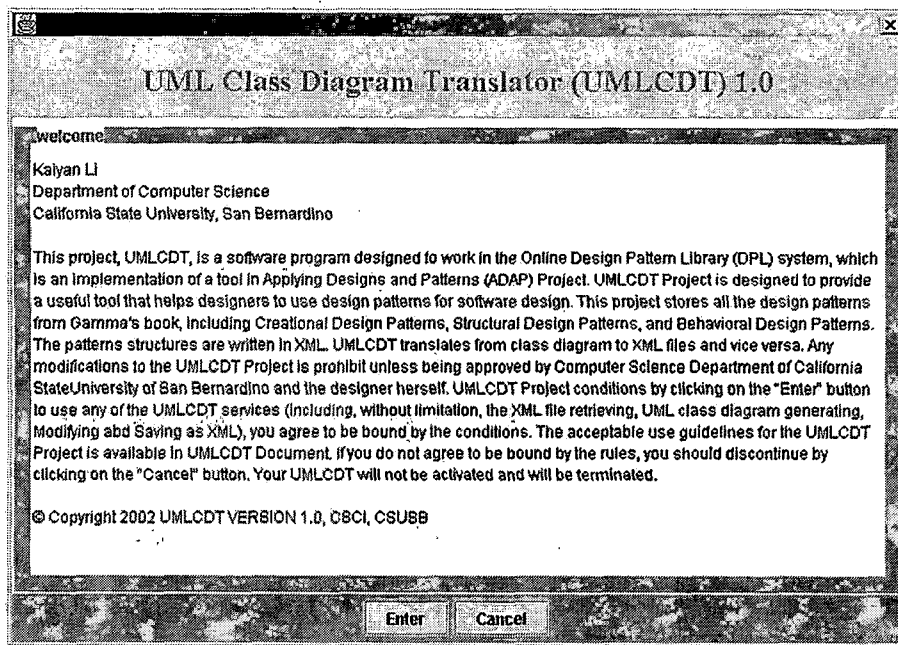 UML Class Diagram Translator (UMLCDT) 1.0
welcome
Kaiyan Li
Department of Computer Science
California State University, San Bernardino
This project, UMLCDT, is a software program designed to work in the Online Design Pattern Library (DPL) system, which
is an implementation of a tool in Applying Designs and Patterns (ADAP) Project. UMLCDT Project is designed to provide
a useful tool that helps designers to use design patterns for software design. This project stores all the design patterns
from Gamma's book, including Creational Design Patterns, Structural Design Patterns, and Behavioral Design Patterns.
The patterns structures are written in XML. UMLCDT translates from class diagram to XML files and vice versa. Any
modifications to the UMLCDT Project is prohibit unless being approved by Computer Science Department of California
StateUniversity of San Bernardino and the designer herself. UMLCDT Project conditions by clicking on the "Enter" button
to use any of the UMLCDT services (including, without limitation, the XML file retrieving, UML class diagram generating,
Modifying abd Saving as XML), you agree to be bound by the conditions. The acceptable use guidelines for the UMLCDT
Project is available in UMLCDT Document. If you do not agree to be bound by the rules, you should discontinue by
clicking on the "Cancel" button. Your UMLCDT will not be activated and will be terminated.
© Copyright 2002 UMLCDT VERSION 1.0, CSCI, CSUSB
Enter Cancel